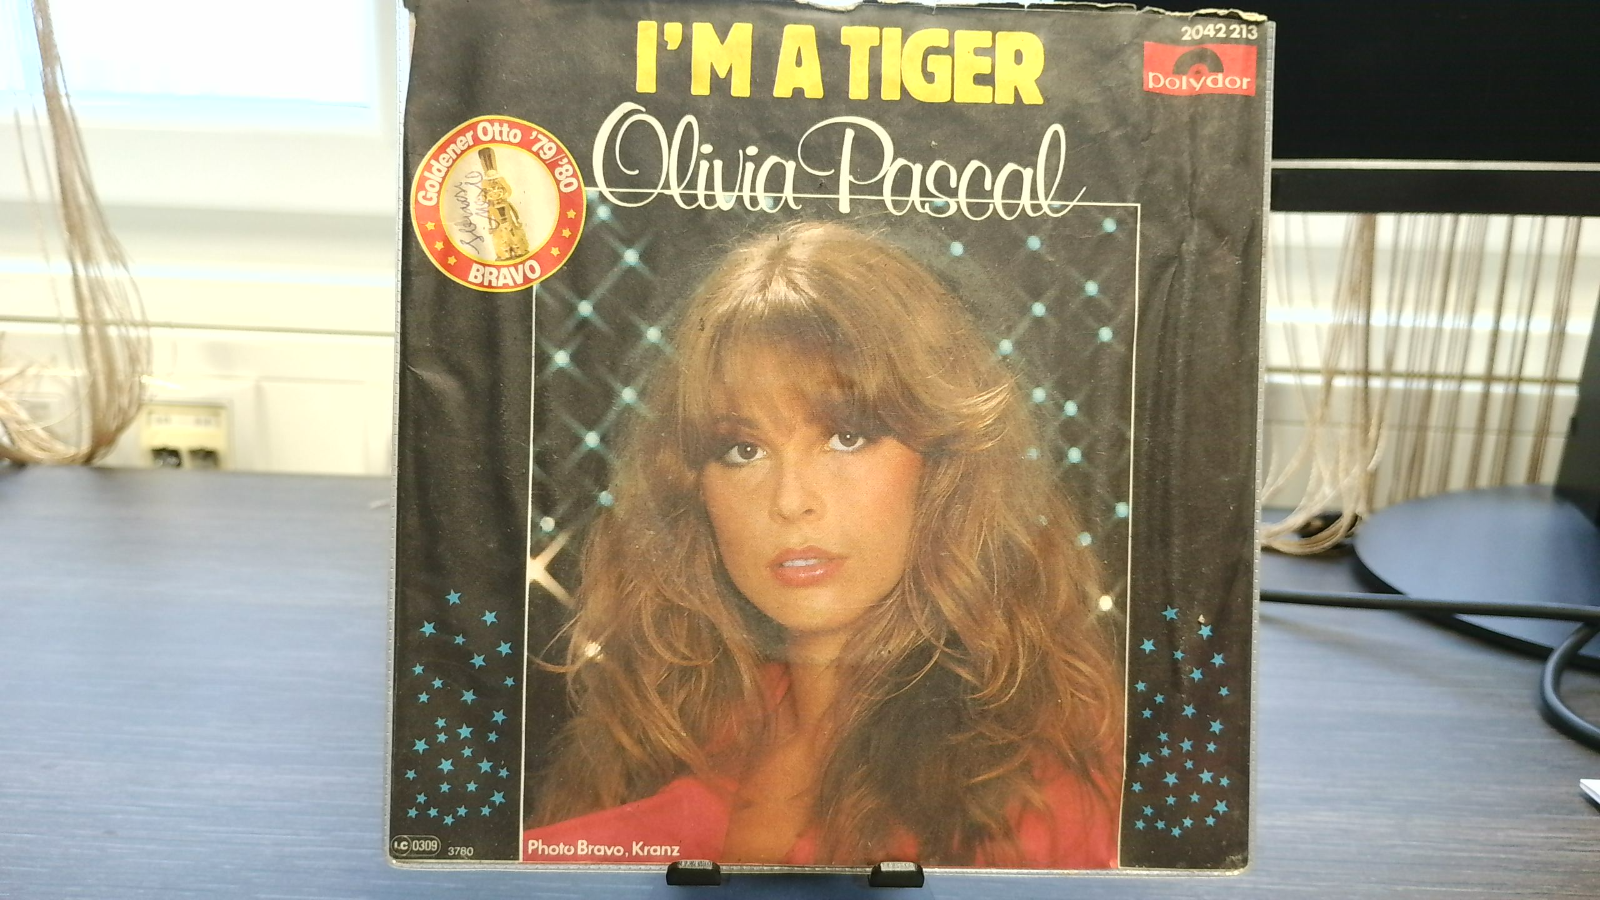 I'M A TIGER
2042 213
polydor
Olivia Pascal
Goldener Otto '79/'80
BRAVO
LC 0309
3780
Photo Bravo, Kranz